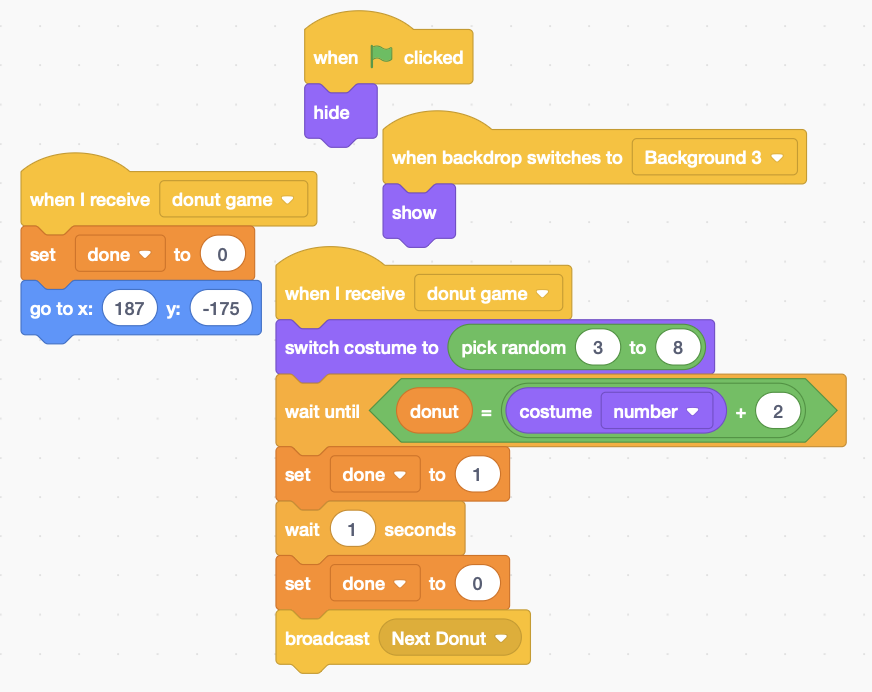 when clicked
hide
when backdrop switches to Background 3
show
when I receive donut game
set done to 0
go to x: 187 y: -175
when I receive donut game
switch costume to pick random 3 to 8
wait until donut = costume number + 2
set done to 1
wait 1 seconds
set done to 0
broadcast Next Donut